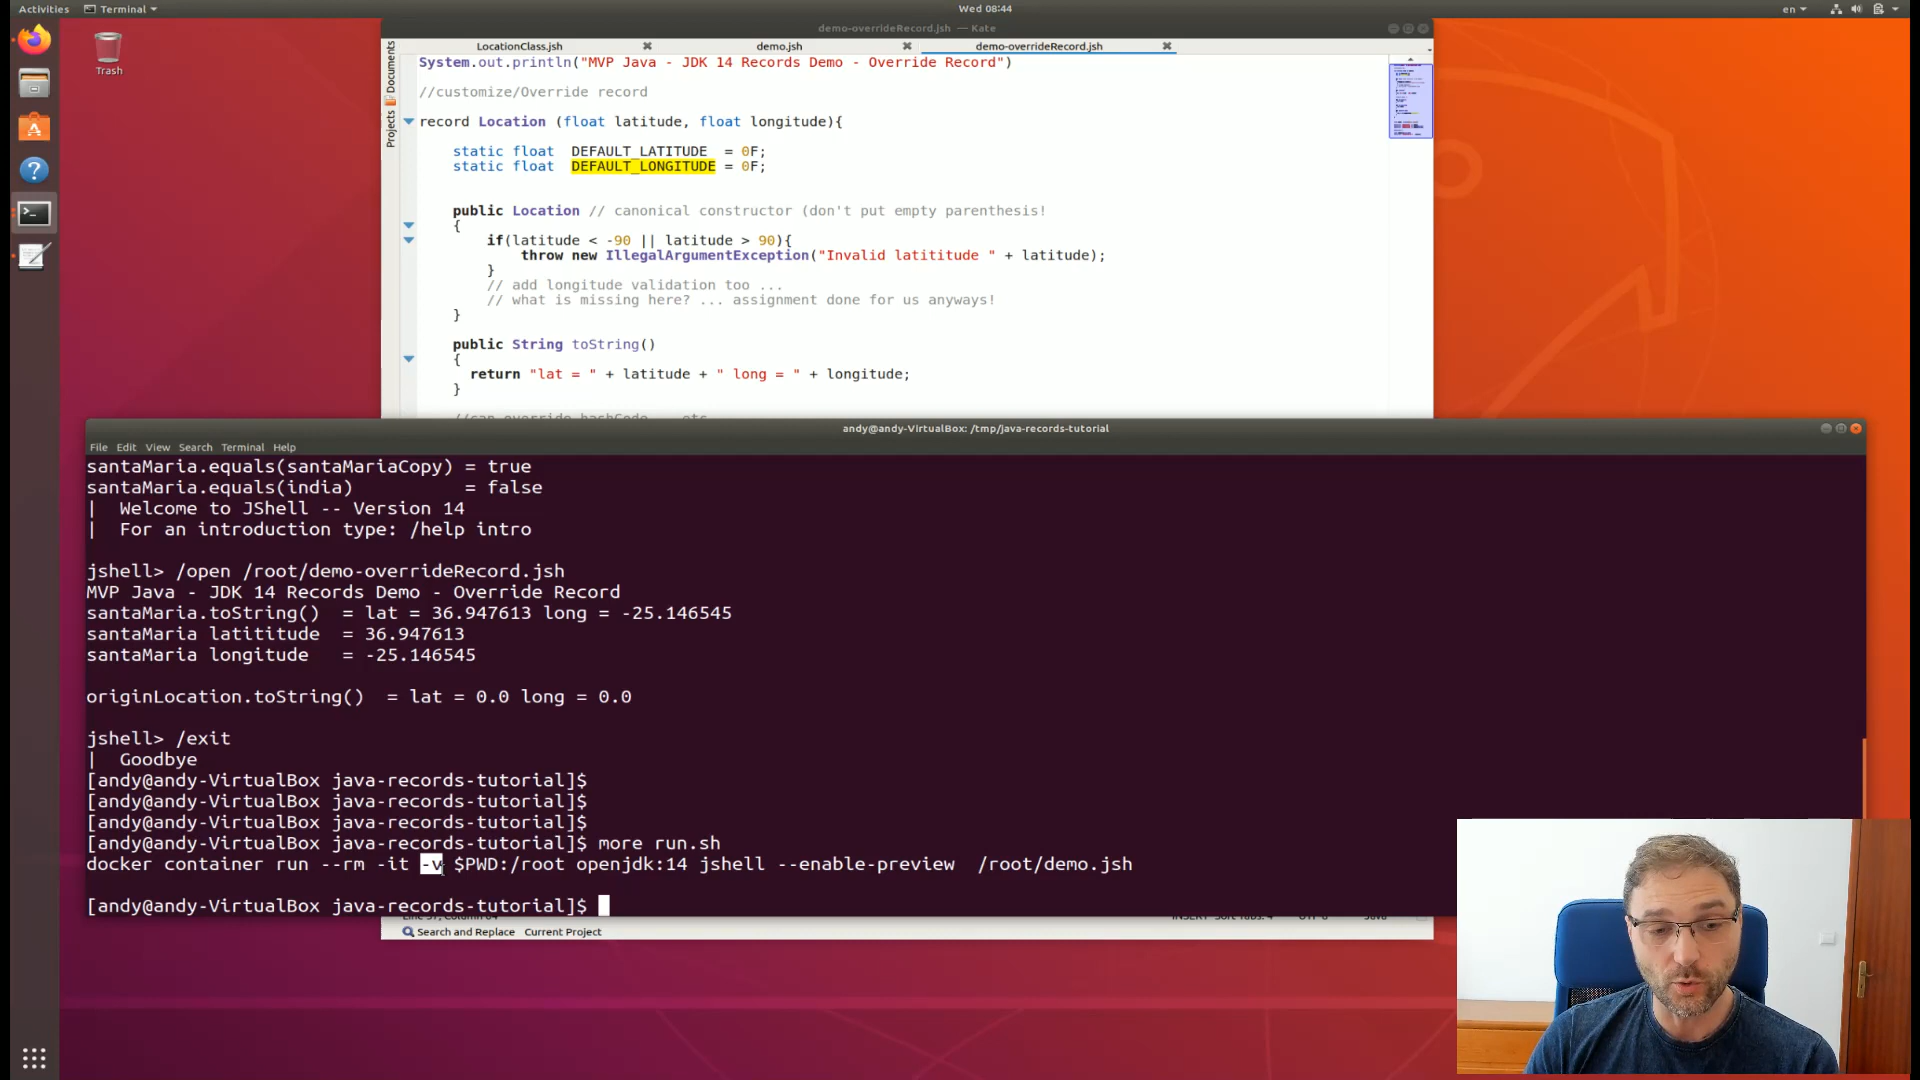 Activities Terminal Wed 08:44 en
Trash
demo-overrideRecord.jsh — Kate
LocationClass.jsh demo.jsh demo-overrideRecord.jsh
Documents
Projects
System.out.println("MVP Java - JDK 14 Records Demo - Override Record")
//customize/Override record
record Location (float latitude, float longitude){
static float DEFAULT_LATITUDE = 0F;
static float DEFAULT_LONGITUDE = 0F;
public Location // canonical constructor (don't put empty parenthesis!
{
if(latitude < -90 || latitude > 90){
throw new IllegalArgumentException("Invalid latititude " + latitude);
}
// add longitude validation too ...
// what is missing here? ... assignment done for us anyways!
}
public String toString()
{
return "lat = " + latitude + " long = " + longitude;
}
//can override hashCode ... etc
andy@andy-VirtualBox: /tmp/java-records-tutorial
File Edit View Search Terminal Help
santaMaria.equals(santaMariaCopy) = true
santaMaria.equals(india) = false
| Welcome to JShell -- Version 14
| For an introduction type: /help intro
jshell> /open /root/demo-overrideRecord.jsh
MVP Java - JDK 14 Records Demo - Override Record
santaMaria.toString() = lat = 36.947613 long = -25.146545
santaMaria latititude = 36.947613
santaMaria longitude = -25.146545
originLocation.toString() = lat = 0.0 long = 0.0
jshell> /exit
| Goodbye
[andy@andy-VirtualBox java-records-tutorial]$
[andy@andy-VirtualBox java-records-tutorial]$
[andy@andy-VirtualBox java-records-tutorial]$
[andy@andy-VirtualBox java-records-tutorial]$ more run.sh
docker container run --rm -it -v $PWD:/root openjdk:14 jshell --enable-preview /root/demo.jsh
[andy@andy-VirtualBox java-records-tutorial]$
Search and Replace Current Project